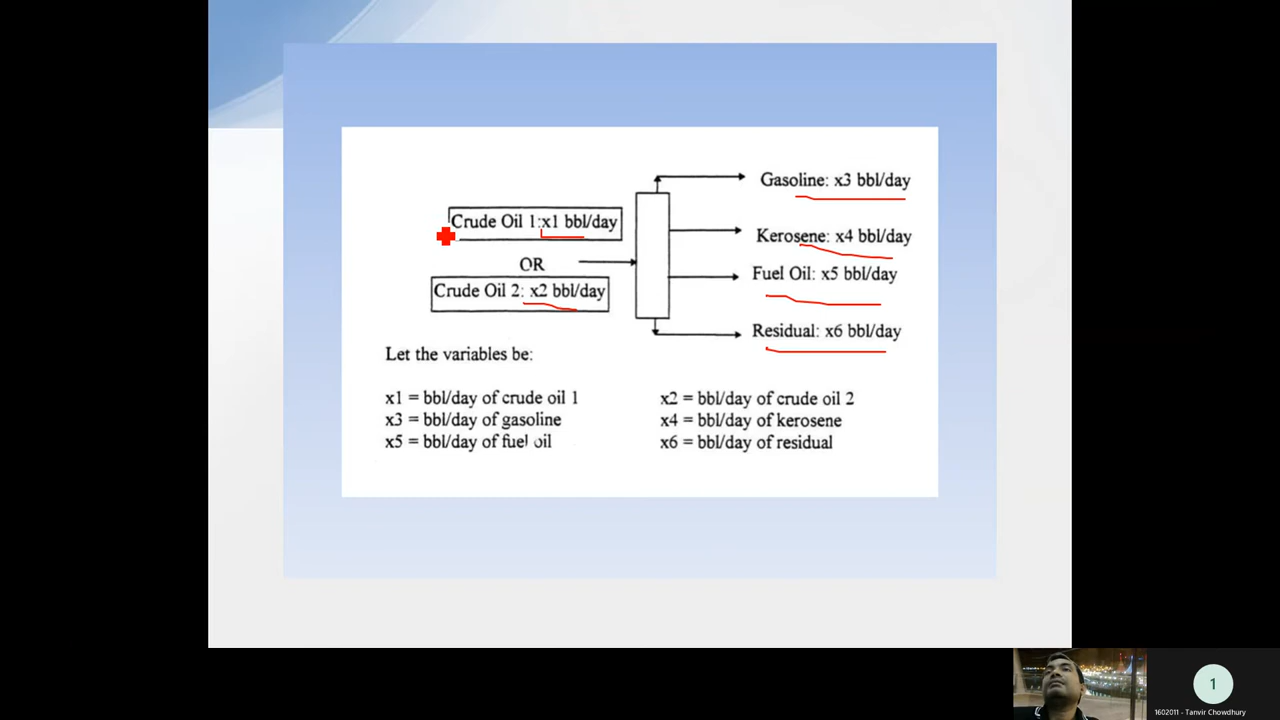 Gasoline: x3 bbl/day
Crude Oil 1:x1 bbl/day
Kerosene: x4 bbl/day
OR
Fuel Oil: x5 bbl/day
Crude Oil 2: x2 bbl/day
Residual: x6 bbl/day
Let the variables be:
x1 = bbl/day of crude oil 1
x2 = bbl/day of crude oil 2
x3 = bbl/day of gasoline
x4 = bbl/day of kerosene
x5 = bbl/day of fuel oil
x6 = bbl/day of residual
1
1602011 - Tanvir Chowdhury